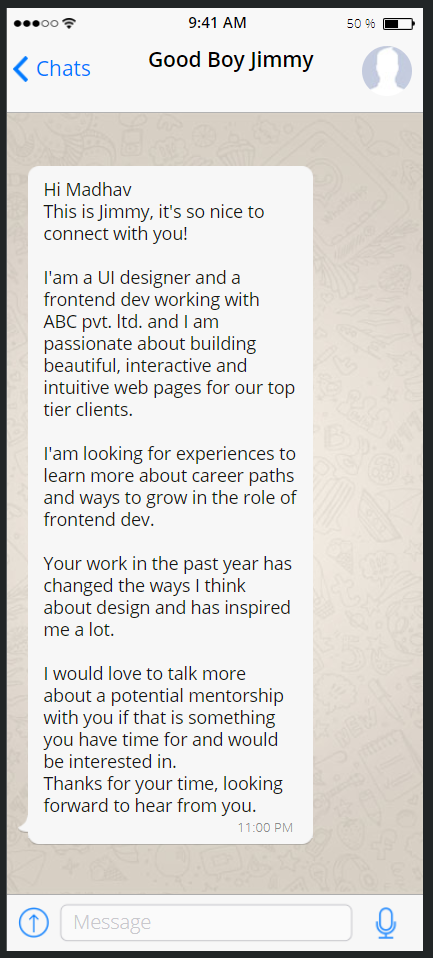 9:41 AM
50 %
Chats
Good Boy Jimmy
Hi Madhav
This is Jimmy, it's so nice to
connect with you!
I'am a UI designer and a
frontend dev working with
ABC pvt. ltd. and I am
passionate about building
beautiful, interactive and
intuitive web pages for our top
tier clients.
I'am looking for experiences to
learn more about career paths
and ways to grow in the role of
frontend dev.
Your work in the past year has
changed the ways I think
about design and has inspired
me a lot.
I would love to talk more
about a potential mentorship
with you if that is something
you have time for and would
be interested in.
Thanks for your time, looking
forward to hear from you.
11:00 PM
Message